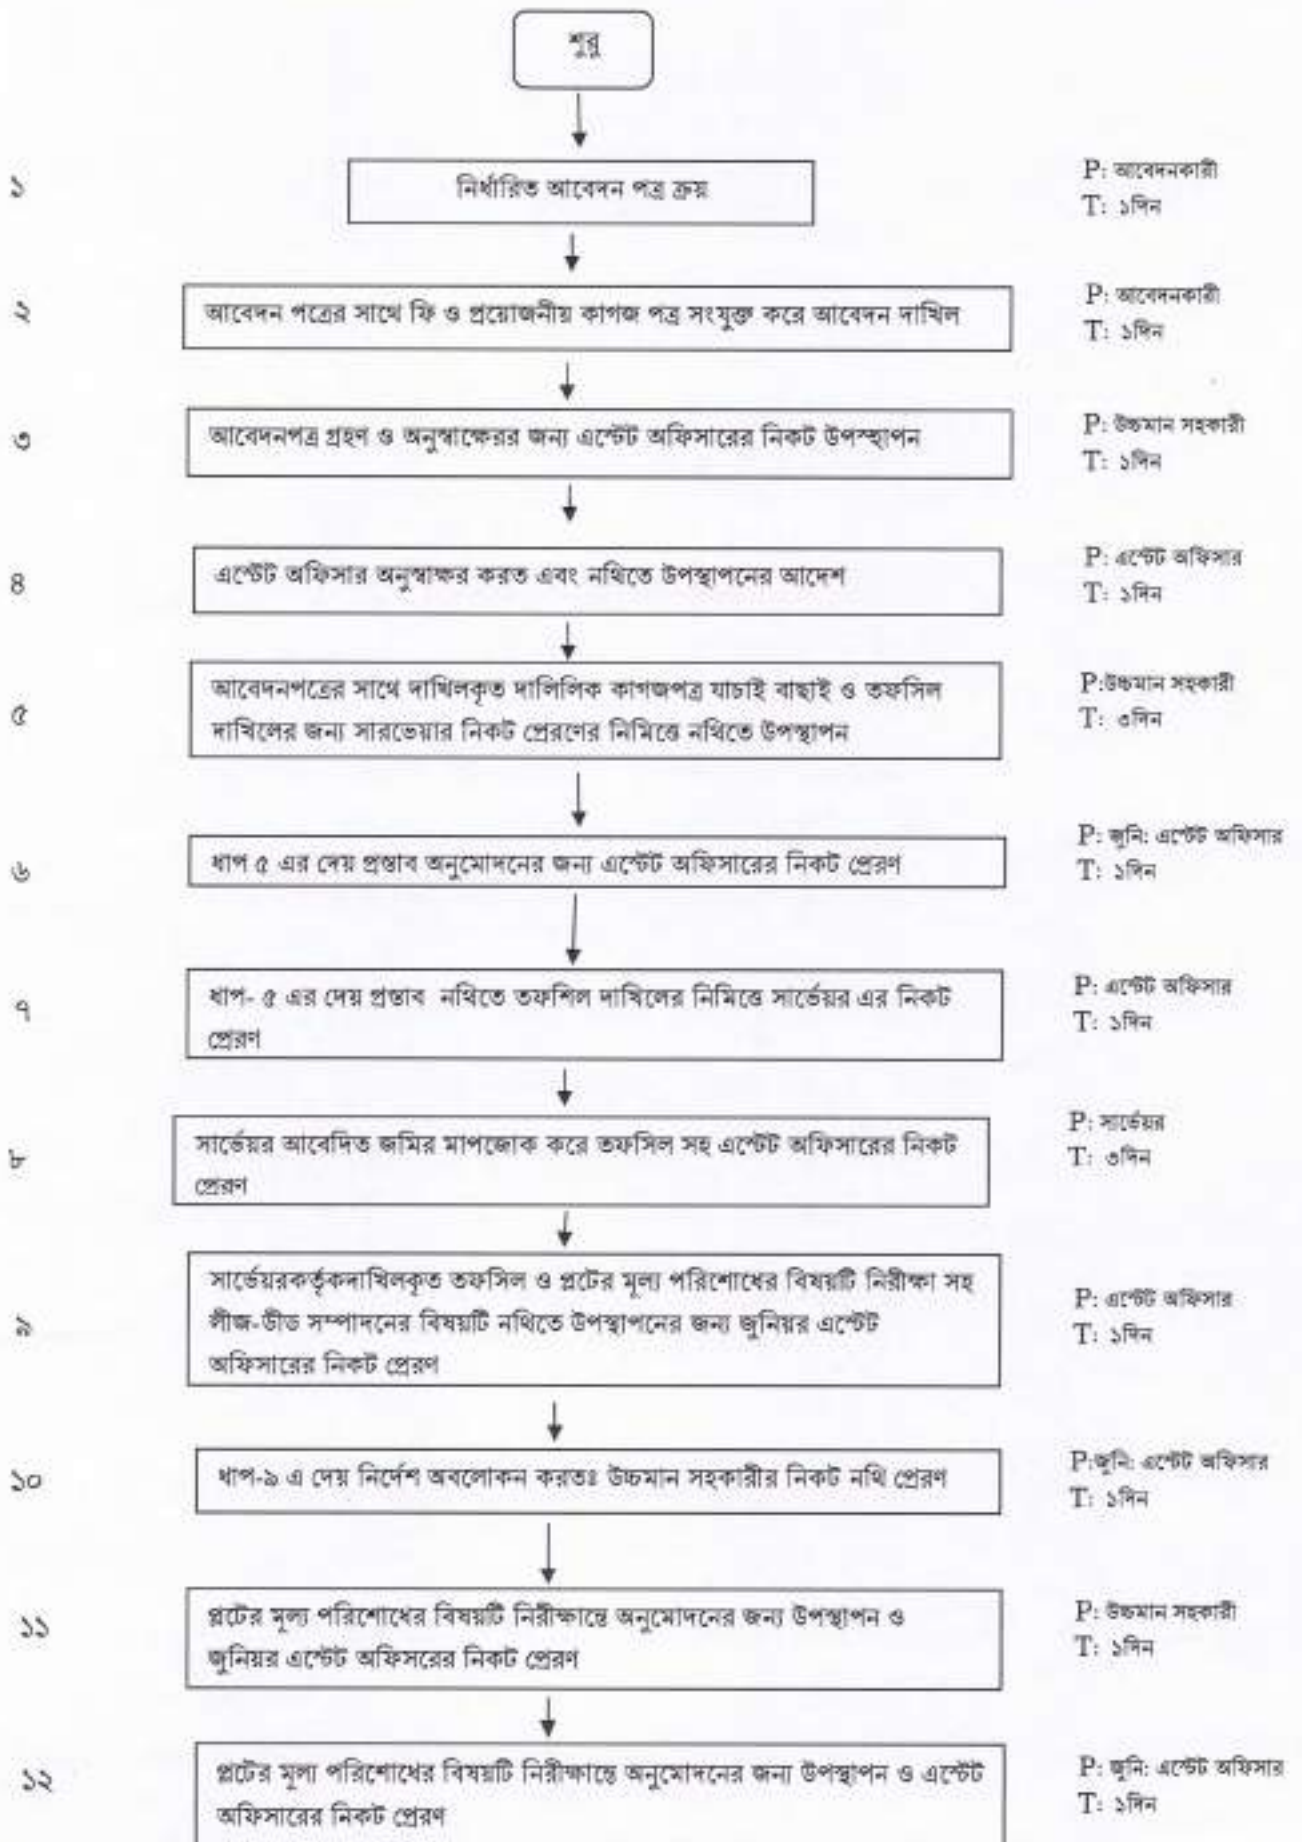 শুরু
১
নির্ধারিত আবেদন পত্র ক্রয়
P: আবেদনকারী
T: ১দিন
২
আবেদন পত্রের সাথে ফি ও প্রয়োজনীয় কাগজ পত্র সংযুক্ত করে আবেদন দাখিল
P: আবেদনকারী
T: ১দিন
৩
আবেদনপত্র গ্রহণ ও অনুস্বাক্ষেরর জন্য এস্টেট অফিসারের নিকট উপস্হাপন
P: উচ্চমান সহকারী
T: ১দিন
৪
এস্টেট অফিসার অনুস্বাক্ষর করত এবং নথিতে উপস্থাপনের আদেশ
P: এস্টেট অফিসার
T: ১দিন
৫
আবেদনপত্রের সাথে দাখিলকৃত দালিলিক কাগজপত্র যাচাই বাছাই ও তফসিল
দাখিলের জন্য সারভেয়ার নিকট প্রেরণের নিমিত্তে নথিতে উপস্থাপন
P:উচ্চমান সহকারী
T: ৩দিন
৬
ধাপ ৫ এর দেয় প্রস্তাব অনুমোদনের জন্য এস্টেট অফিসারের নিকট প্রেরণ
P: জুনি: এস্টেট অফিসার
T: ১দিন
৭
ধাপ- ৫ এর দেয় প্রস্তাব নথিতে তফশিল দাখিলের নিমিত্তে সার্ভেয়র এর নিকট
প্রেরণ
P: এস্টেট অফিসার
T: ১দিন
৮
সার্ভেয়র আবেদিত জমির মাপজোক করে তফসিল সহ এস্টেট অফিসারের নিকট
প্রেরণ
P: সার্ভেয়র
T: ৩দিন
৯
সার্ভেয়রকর্তৃকদাখিলকৃত তফসিল ও প্লটের মূল্য পরিশোধের বিষয়টি নিরীক্ষা সহ
লীজ-ডীড সম্পাদনের বিষয়টি নথিতে উপস্থাপনের জন্য জুনিয়র এস্টেট
অফিসারের নিকট প্রেরণ
P: এস্টেট অফিসার
T: ১দিন
১০
ধাপ-৯ এ দেয় নির্দেশ অবলোকন করতঃ উচ্চমান সহকারীর নিকট নথি প্রেরণ
P:জুনি: এস্টেট অফিসার
T: ১দিন
১১
প্লটের মূল্য পরিশোধের বিষয়টি নিরীক্ষান্তে অনুমোদনের জন্য উপস্থাপন ও
জুনিয়র এস্টেট অফিসরের নিকট প্রেরণ
P: উচ্চমান সহকারী
T: ১দিন
১২
প্লটের মূল্য পরিশোধের বিষয়টি নিরীক্ষান্তে অনুমোদনের জন্য উপস্থাপন ও এস্টেট
অফিসারের নিকট প্রেরণ
P: জুনি: এস্টেট অফিসার
T: ১দিন